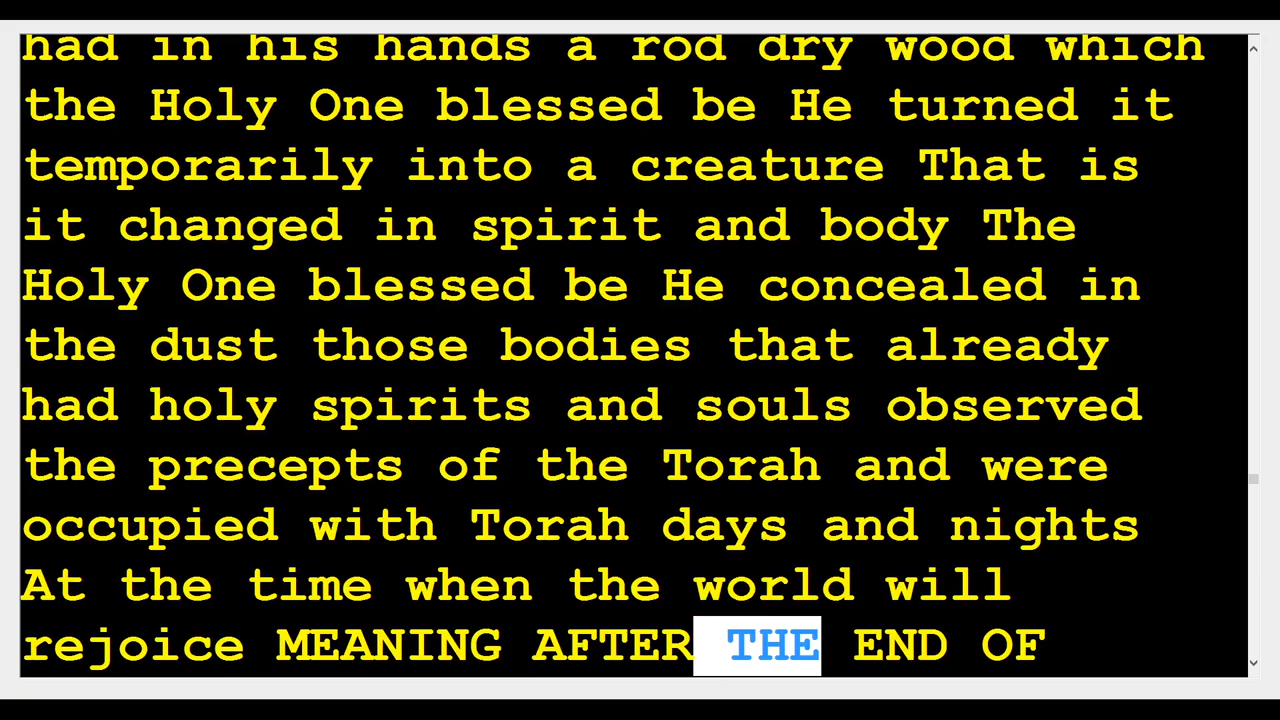 had in his hands a rod dry wood which
the Holy One blessed be He turned it
temporarily into a creature That is
it changed in spirit and body The
Holy One blessed be He concealed in
the dust those bodies that already
had holy spirits and souls observed
the precepts of the Torah and were
occupied with Torah days and nights
At the time when the world will
rejoice MEANING AFTER THE END OF